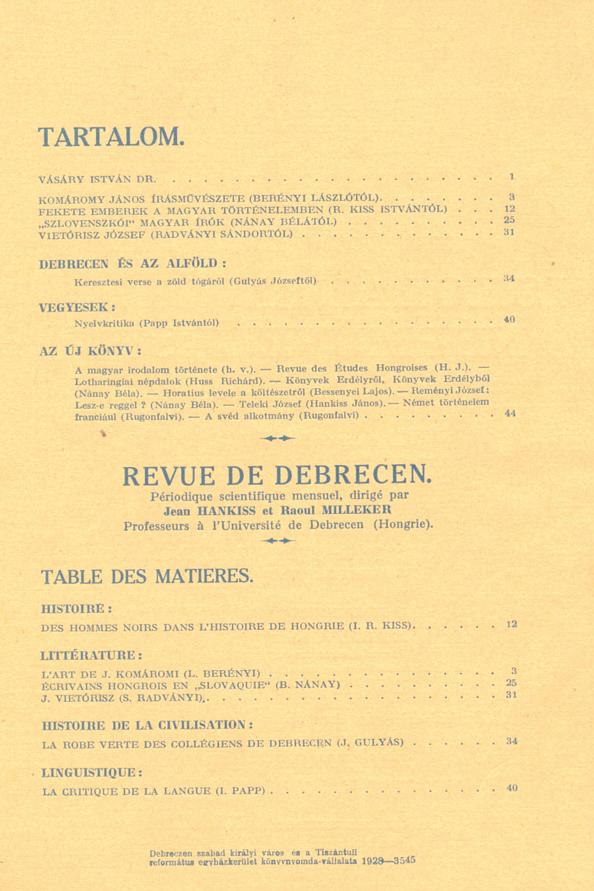 TARTALOM.
VÁSÁRY ISTVÁN DR. . . . . . . . . . . . . . . . . . . . 1
KOMÁROMY JÁNOS ÍRÁSMŰVÉSZETE (BERÉNYI LÁSZLÓTÓL). . . . . . . 3
FEKETE EMBEREK A MAGYAR TÖRTÉNELEMBEN (R. KISS ISTVÁNTÓL) . . . 12
„SZLOVENSZKÓI“ MAGYAR ÍRÓK (NÁNAY BÉLÁTÓL) . . . . . . . . . 25
VIETÓRISZ JÓZSEF (RADVÁNYI SÁNDORTÓL) . . . . . . . . . . . 31
DEBRECEN ÉS AZ ALFÖLD :
Keresztesi verse a zöld tógáról (Gulyás Józseftől) . . . . . . . . . . 34
VEGYESEK :
Nyelvkritika (Papp Istvántól) . . . . . . . . . . . . . . . . 40
AZ ÚJ KÖNYV :
A magyar irodalom története (h. v.). — Revue des Études Hongroises (H. J.). —
Lotharingiai népdalok (Huss Richárd). — Könyvek Erdélyről, Könyvek Erdélyből
(Nánay Béla). — Horatius levele a költészetről (Bessenyei Lajos). — Reményi József :
Lesz-e reggel ? (Nánay Béla). — Teleki József (Hankiss János). — Német történelem
franciául (Rugonfalvi). — A svéd alkotmány (Rugonfalvi) . . . . . . . . . 44
REVUE DE DEBRECEN.
Périodique scientifique mensuel, dirigé par
Jean HANKISS et Raoul MILLEKER
Professeurs à l'Université de Debrecen (Hongrie).
TABLE DES MATIERES.
HISTOIRE :
DES HOMMES NOIRS DANS L'HISTOIRE DE HONGRIE (I. R. KISS). . . . . . 12
LITTÉRATURE :
L'ART DE J. KOMÁROMI (L. BERÉNYI) . . . . . . . . . . . . . 3
ÉCRIVAINS HONGROIS EN „SLOVAQUIE“ (B. NÁNAY) . . . . . . . . . 25
J. VIETÓRISZ (S. RADVÁNYI). . . . . . . . . . . . . . . . . 31
HISTOIRE DE LA CIVILISATION :
LA ROBE VERTE DES COLLÉGIENS DE DEBRECEN (J. GULYÁS) . . . . . . 34
LINGUISTIQUE :
LA CRITIQUE DE LA LANGUE (I. PAPP) . . . . . . . . . . . . . 40
Debreczen szabad királyi város és a Tiszántúli
református egyházkerület könyvnyomda-vállalata 1928—3545